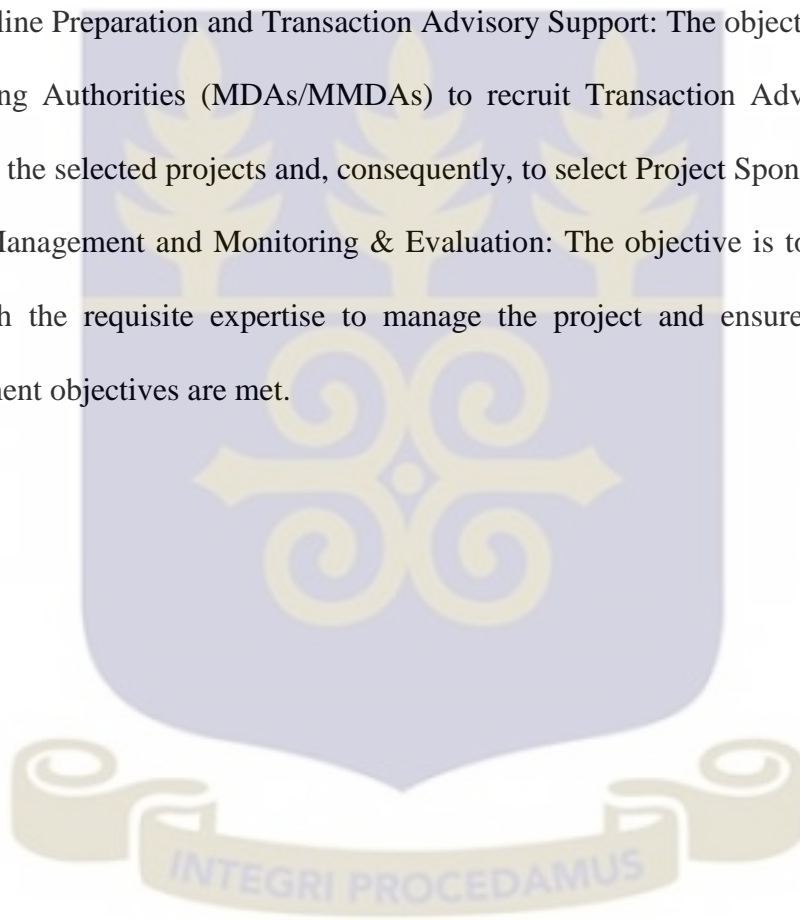 line Preparation and Transaction Advisory Support: The object
ng Authorities (MDAs/MMDAs) to recruit Transaction Adv
the selected projects and, consequently, to select Project Spon
Management and Monitoring & Evaluation: The objective is to
h the requisite expertise to manage the project and ensure
ent objectives are met.
INTEGRI PROCEDAMUS